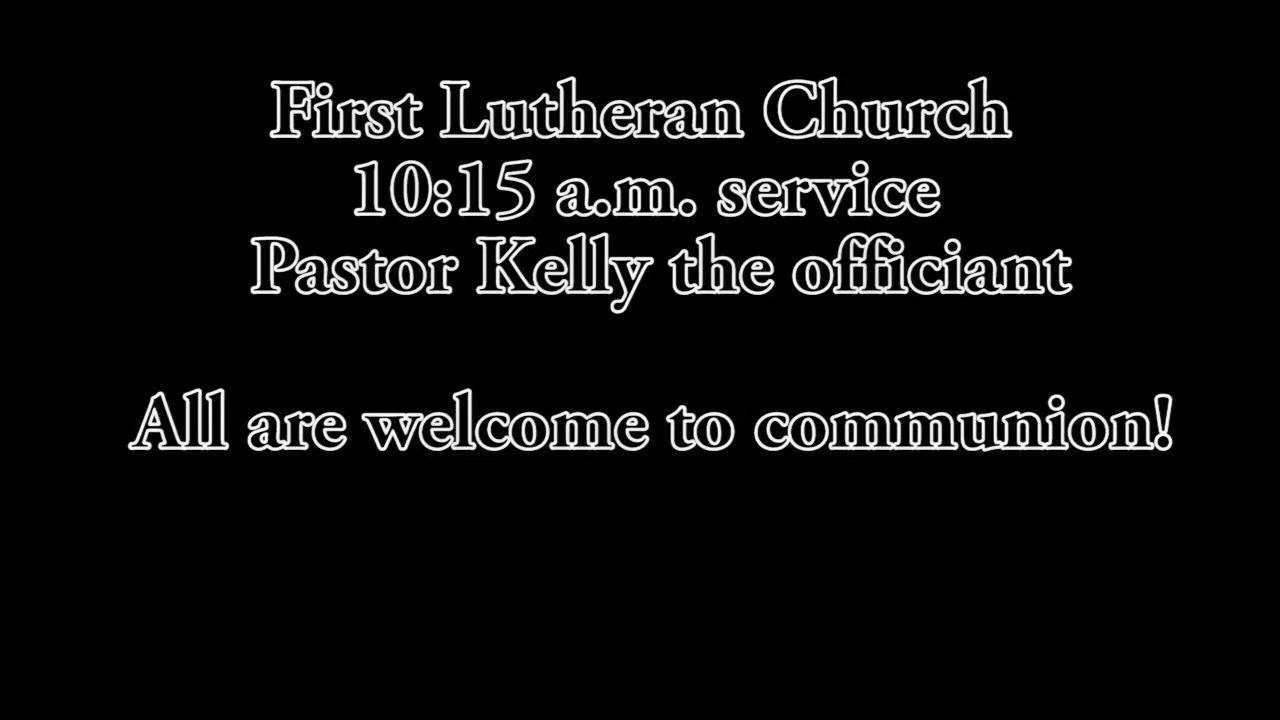 First Lutheran Church
10:15 a.m. service
Pastor Kelly the officiant
All are welcome to communion!